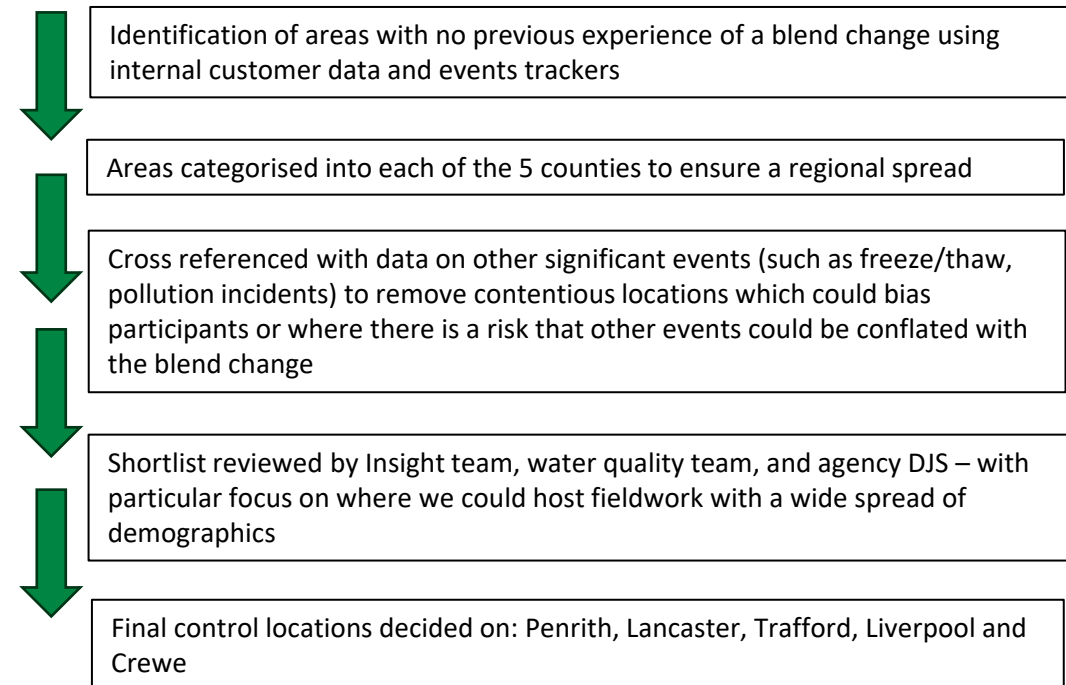 Identification of areas with no previous experience of a blend change using
internal customer data and events trackers
Areas categorised into each of the 5 counties to ensure a regional spread
Cross referenced with data on other significant events (such as freeze/thaw,
pollution incidents) to remove contentious locations which could bias
participants or where there is a risk that other events could be conflated with
the blend change
Shortlist reviewed by Insight team, water quality team, and agency DJS – with
particular focus on where we could host fieldwork with a wide spread of
demographics
Final control locations decided on: Penrith, Lancaster, Trafford, Liverpool and
Crewe